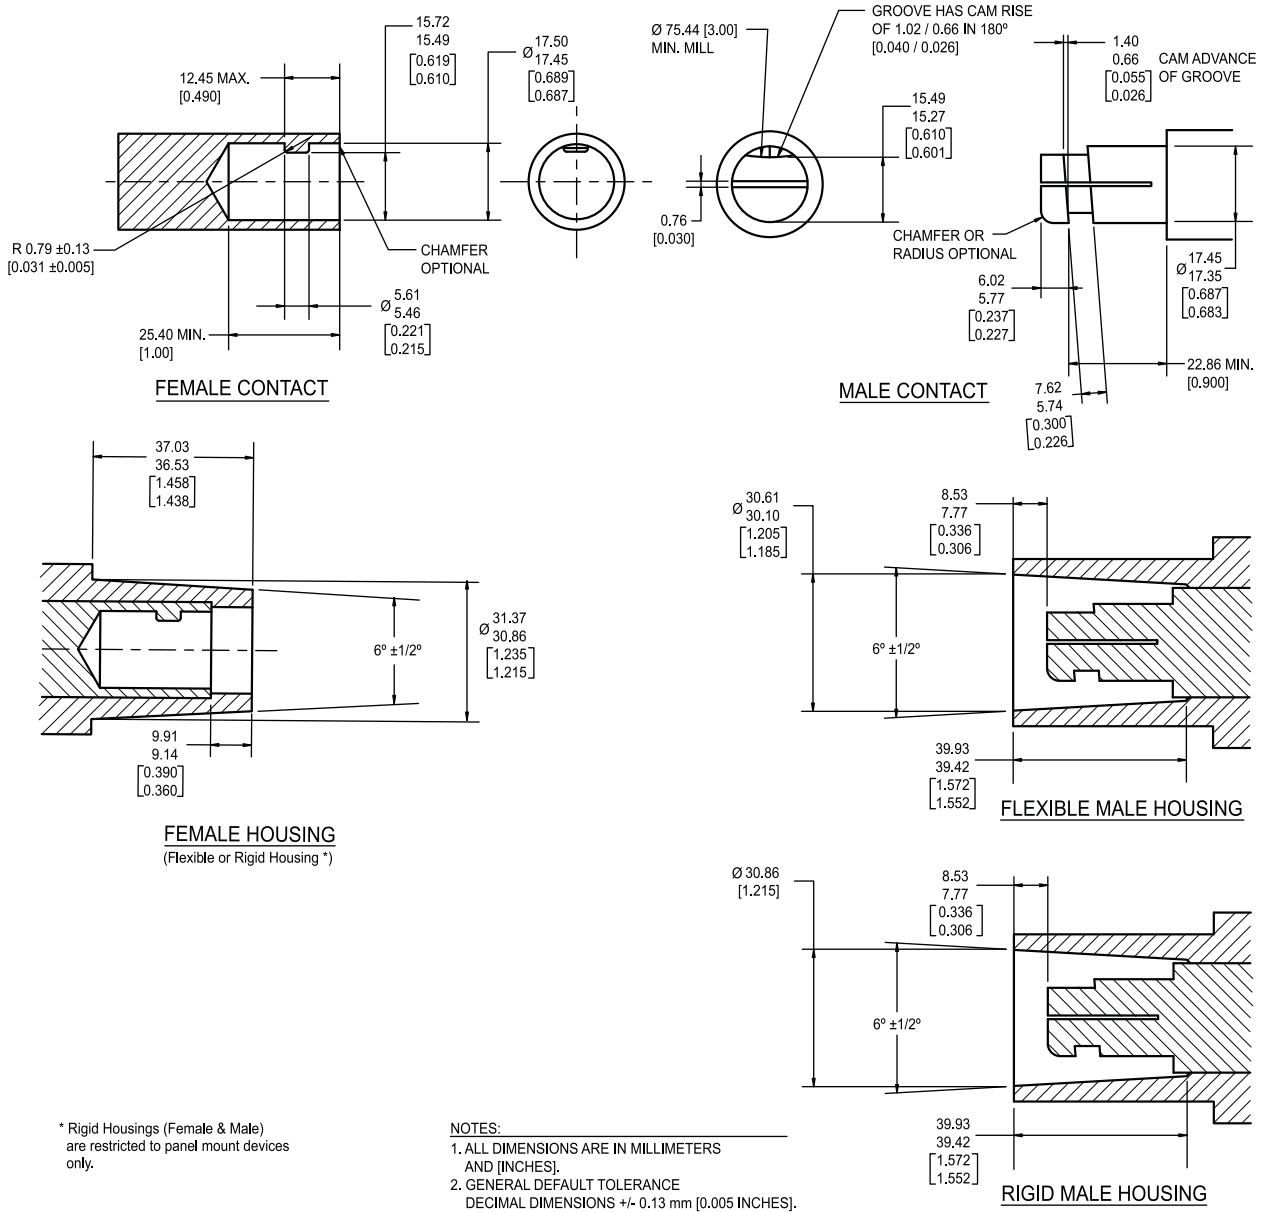 15.72
15.49
[0.619]
[0.610]
Ø 17.50
17.45
[0.689]
[0.687]
12.45 MAX.
[0.490]
R 0.79 ±0.13
[0.031 ±0.005]
CHAMFER
OPTIONAL
Ø 5.61
5.46
[0.221]
[0.215]
25.40 MIN.
[1.00]
FEMALE CONTACT
Ø 75.44 [3.00]
MIN. MILL
GROOVE HAS CAM RISE
OF 1.02 / 0.66 IN 180º
[0.040 / 0.026]
15.49
15.27
[0.610]
[0.601]
0.76
[0.030]
1.40
0.66
[0.055]
[0.026]
CAM ADVANCE
OF GROOVE
CHAMFER OR
RADIUS OPTIONAL
6.02
5.77
[0.237]
[0.227]
Ø 17.45
17.35
[0.687]
[0.683]
22.86 MIN.
[0.900]
7.62
5.74
[0.300]
[0.226]
MALE CONTACT
37.03
36.53
[1.458]
[1.438]
6º ±1/2º
Ø 31.37
30.86
[1.235]
[1.215]
9.91
9.14
[0.390]
[0.360]
FEMALE HOUSING
(Flexible or Rigid Housing *)
Ø 30.61
30.10
[1.205]
[1.185]
8.53
7.77
[0.336]
[0.306]
6º ±1/2º
39.93
39.42
[1.572]
[1.552]
FLEXIBLE MALE HOUSING
Ø 30.86
[1.215]
8.53
7.77
[0.336]
[0.306]
6º ±1/2º
39.93
39.42
[1.572]
[1.552]
RIGID MALE HOUSING
* Rigid Housings (Female & Male)
are restricted to panel mount devices
only.
NOTES:
1. ALL DIMENSIONS ARE IN MILLIMETERS
AND [INCHES].
2. GENERAL DEFAULT TOLERANCE
DECIMAL DIMENSIONS +/- 0.13 mm [0.005 INCHES].